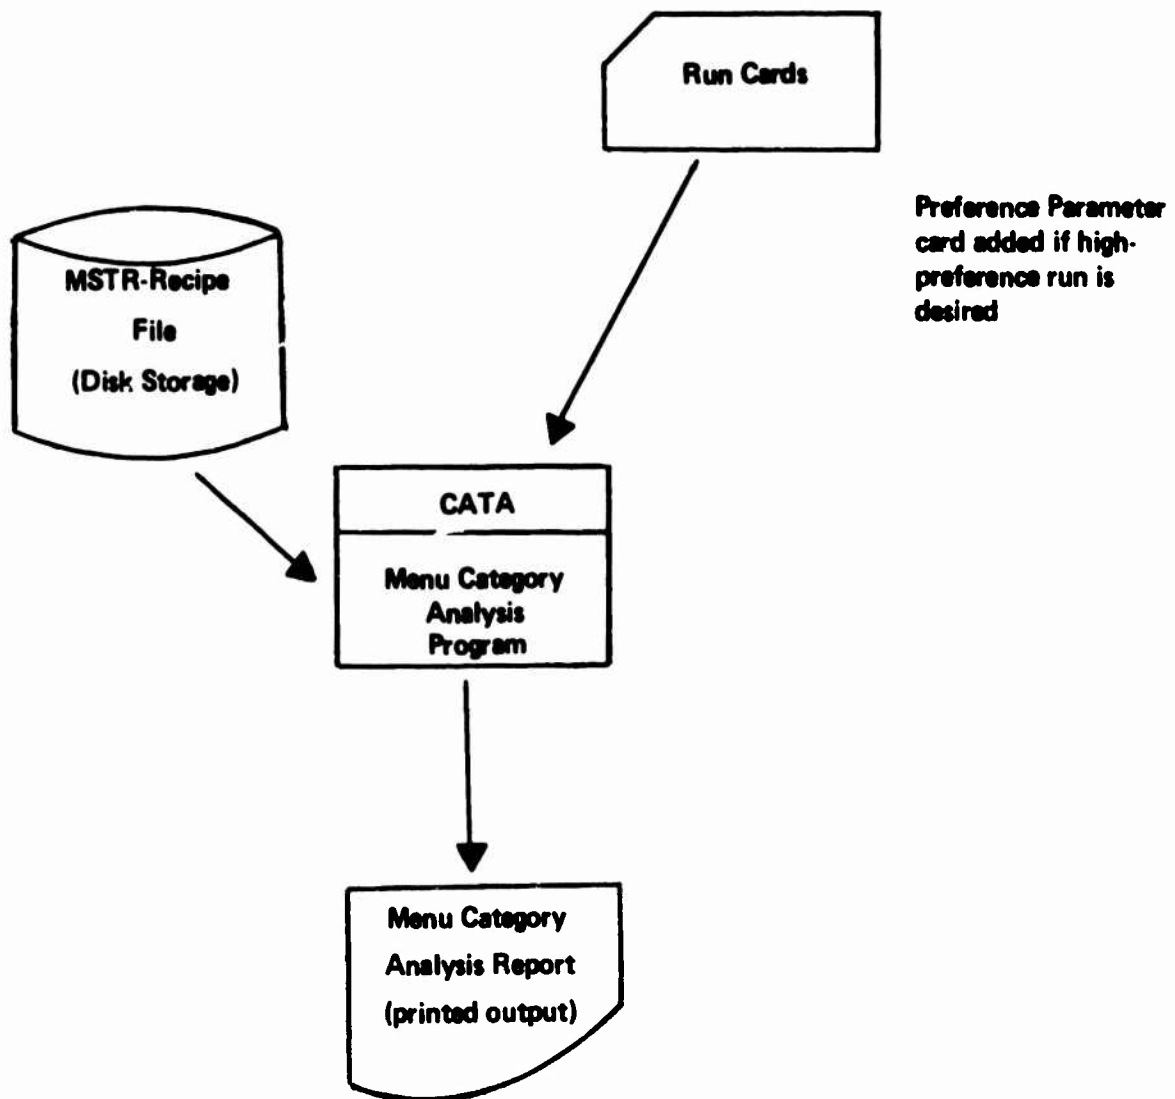 Run Cards
Preference Parameter
card added if high-
preference run is
desired
MSTR-Recipe
File
(Disk Storage)
CATA
Menu Category
Analysis
Program
Menu Category
Analysis Report
(printed output)